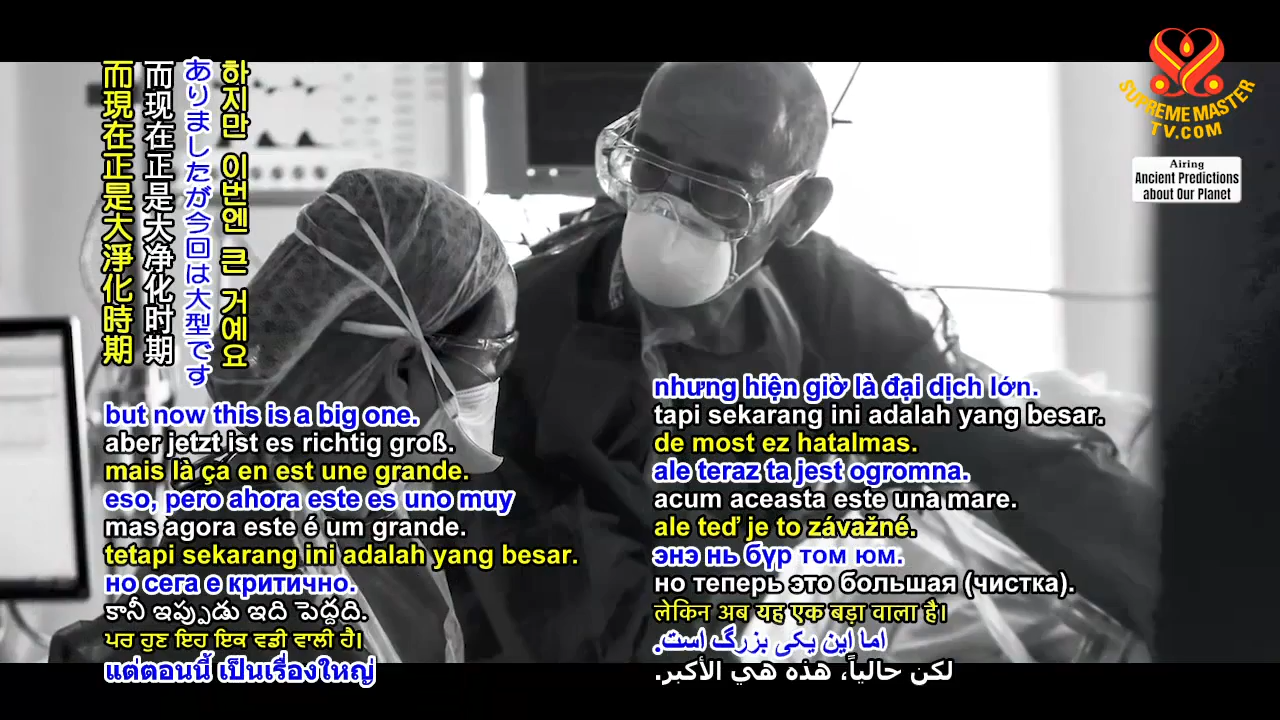 而現在正是大淨化時期
而现在正是大净化时期
ありましたが今回は大型です
하지만 이번엔 큰 거예요
but now this is a big one.
aber jetzt ist es richtig groß.
mais là ça en est une grande.
eso, pero ahora este es uno muy
mas agora este é um grande.
tetapi sekarang ini adalah yang besar.
но сега е критично.
కానీ ఇప్పుడు ఇది పెద్దది.
ਪਰ ਹੁਣ ਇਹ ਇਕ ਵਡੀ ਵਾਲੀ ਹੈ।
แต่ตอนนี้ เป็นเรื่องใหญ่
nhưng hiện giờ là đại dịch lớn.
tapi sekarang ini adalah yang besar.
de most ez hatalmas.
ale teraz ta jest ogromna.
acum aceasta este una mare.
ale teď je to závažné.
энэ нь бүр том юм.
но теперь это большая (чистка).
लेकिन अब यह एक बड़ा वाला है।
اما این یکی بزرگ است.
لكن حالياً، هذه هي الأكبر.
SUPREME MASTER
TV.COM
Airing
Ancient Predictions
about Our Planet